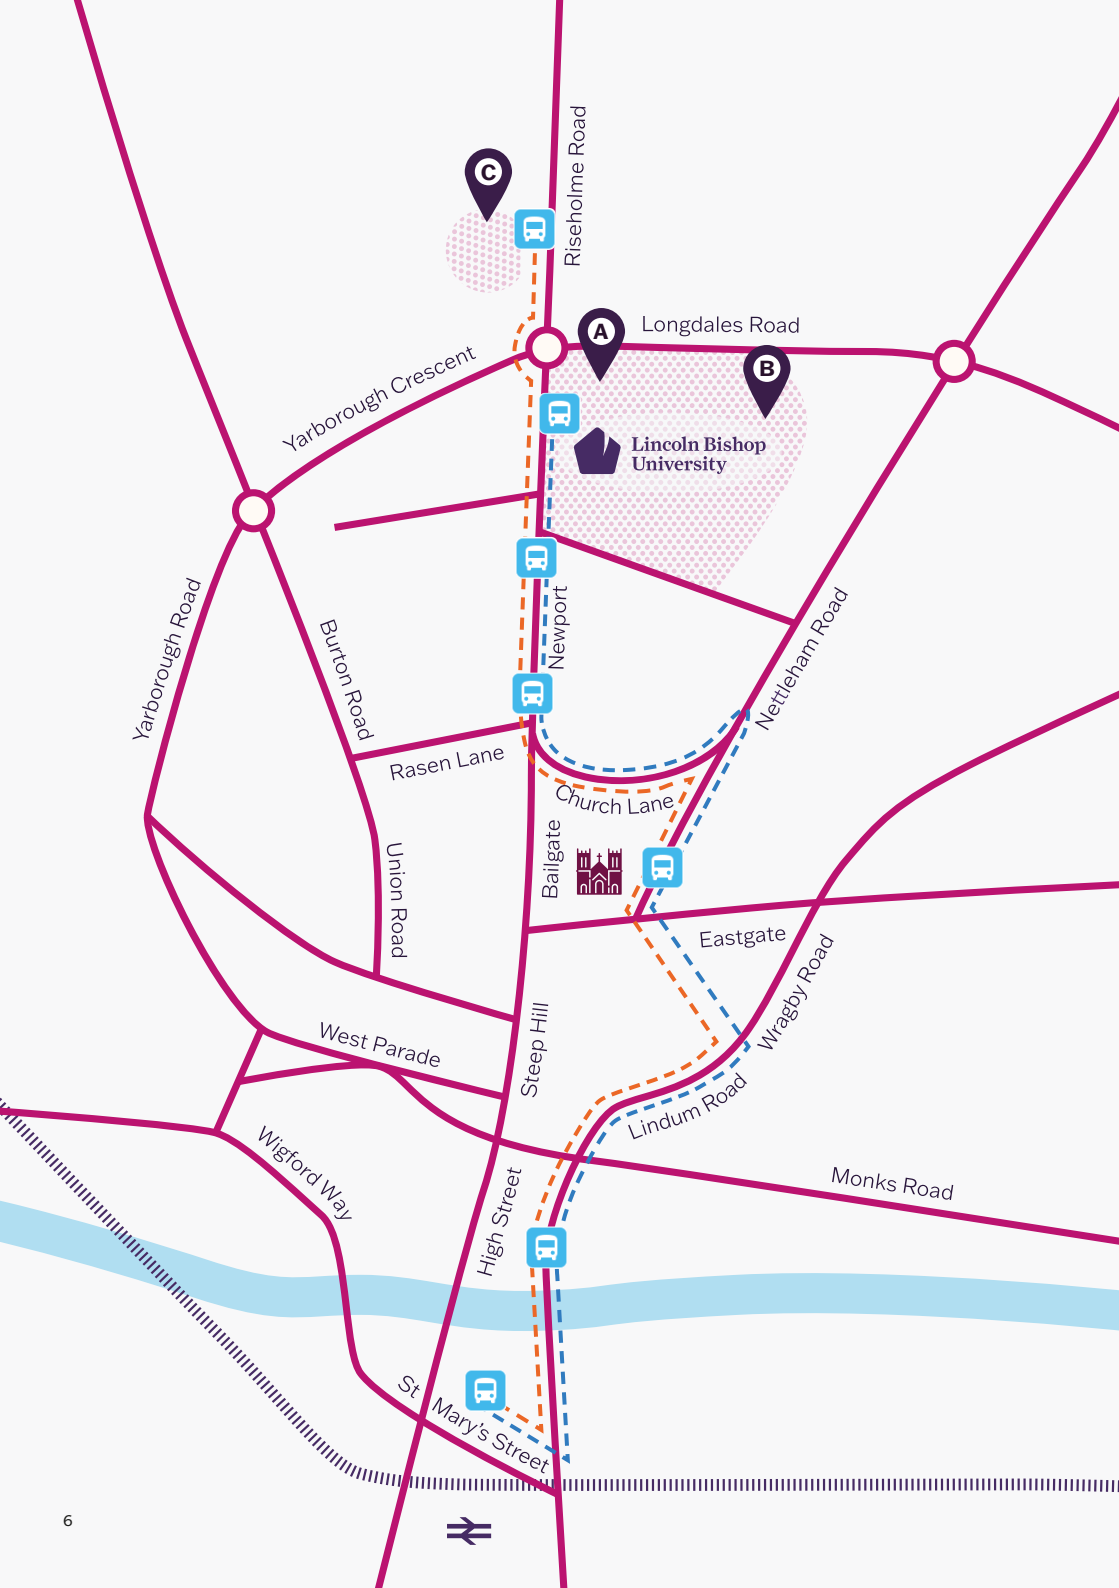 C
Riseholme Road
A
Longdales Road
B
Yarborough Crescent
Lincoln Bishop
University
Yarborough Road
Burton Road
Newport
Nettleham Road
Rasen Lane
Church Lane
Bailgate
Union Road
Eastgate
Wragby Road
West Parade
Steep Hill
Lindum Road
Wigford Way
Monks Road
High Street
St Mary's Street
6